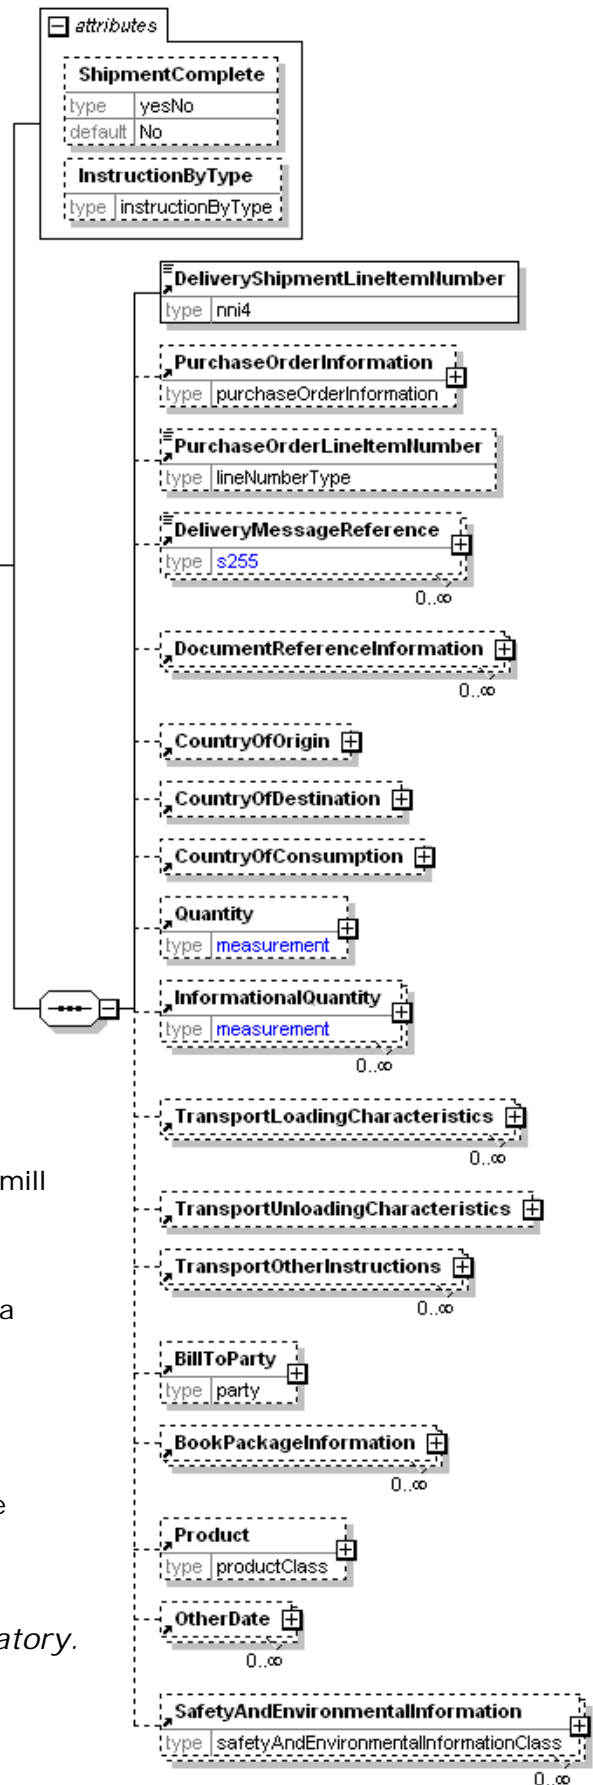 attributes
ShipmentComplete
type yesNo
default No
InstructionByType
type instructionByType
DeliveryShipmentLineItemNumber
type nni4
PurchaseOrderInformation
type purchaseOrderInformation
PurchaseOrderLineItemNumber
type lineNumberType
DeliveryMessageReference
type s255
0..∞
DocumentReferenceInformation
0..∞
CountryOfOrigin
CountryOfDestination
CountryOfConsumption
Quantity
type measurement
InformationalQuantity
type measurement
0..∞
TransportLoadingCharacteristics
0..∞
mill
TransportUnloadingCharacteristics
TransportOtherInstructions
a
0..∞
BillToParty
type party
BookPackageInformation
0..∞
e
Product
type productClass
OtherDate
atory.
0..∞
SafetyAndEnvironmentalInformation
type safetyAndEnvironmentalInformationClass
0..∞